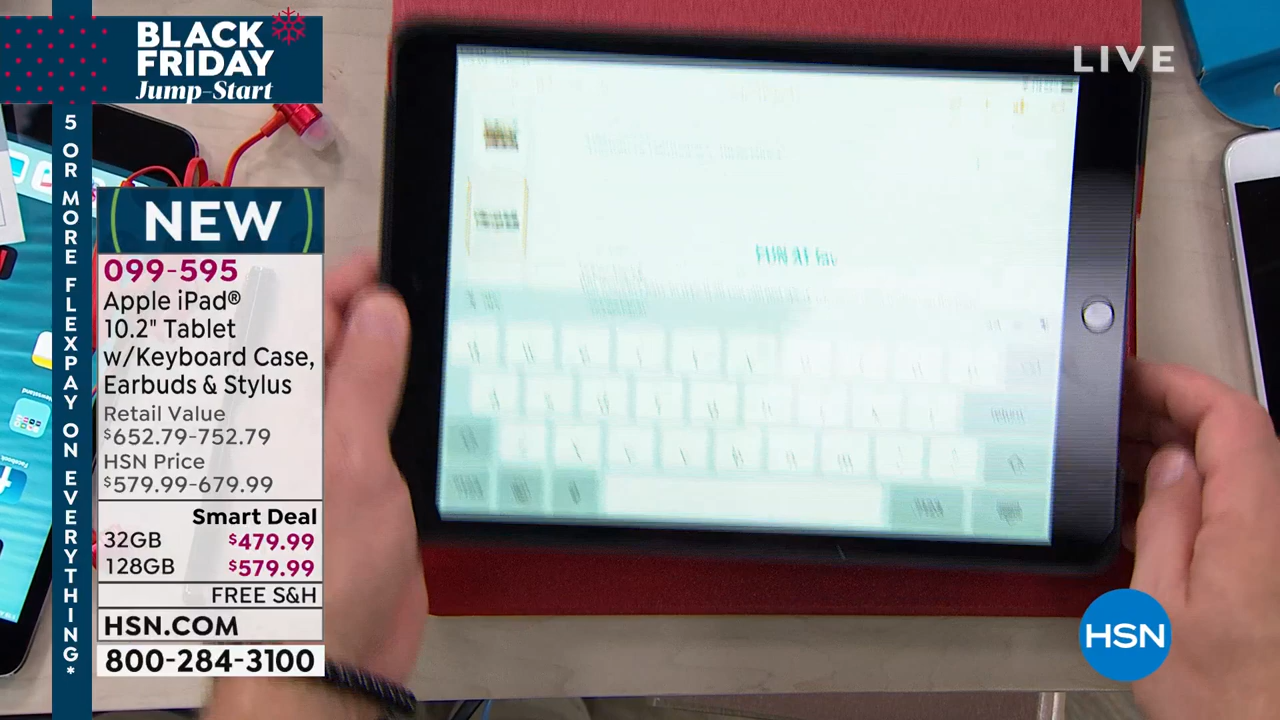 BLACK
FRIDAY
Jump-Start
LIVE
5 OR MORE FLEXPAY ON EVERYTHING*
NEW
099-595
Apple iPad®
10.2" Tablet
w/Keyboard Case,
Earbuds & Stylus
Retail Value
$652.79-752.79
HSN Price
$579.99-679.99
Smart Deal
32GB $479.99
128GB $579.99
FREE S&H
HSN.COM
800-284-3100
HSN